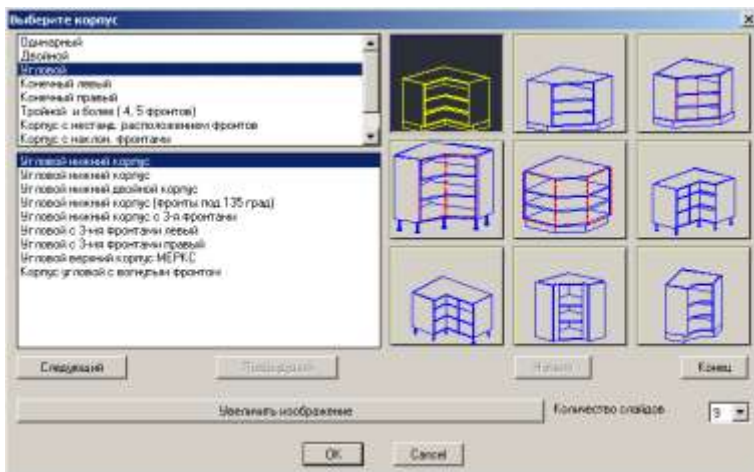 Выберите корпус
Одинарный
Двойной
Угловой
Конечный левый
Конечный правый
Тройной и более ( 4, 5 фронтов)
Корпус с нестанд. расположением фронтов
Корпус с наклон. фронтами
Угловой нижний корпус
Угловой нижний корпус
Угловой нижний двойной корпус
Угловой нижний корпус (фронты под 135 град)
Угловой нижний корпус с 3-я фронтами
Угловой с 3-мя фронтами левый
Угловой с 3-мя фронтами правый
Угловой верхний корпус МЕРКС
Корпус угловой с вогнутым фронтом
Следующий
Предыдущий
Начало
Конец
Увеличить изображение
Количество слайдов
9
OK
Cancel